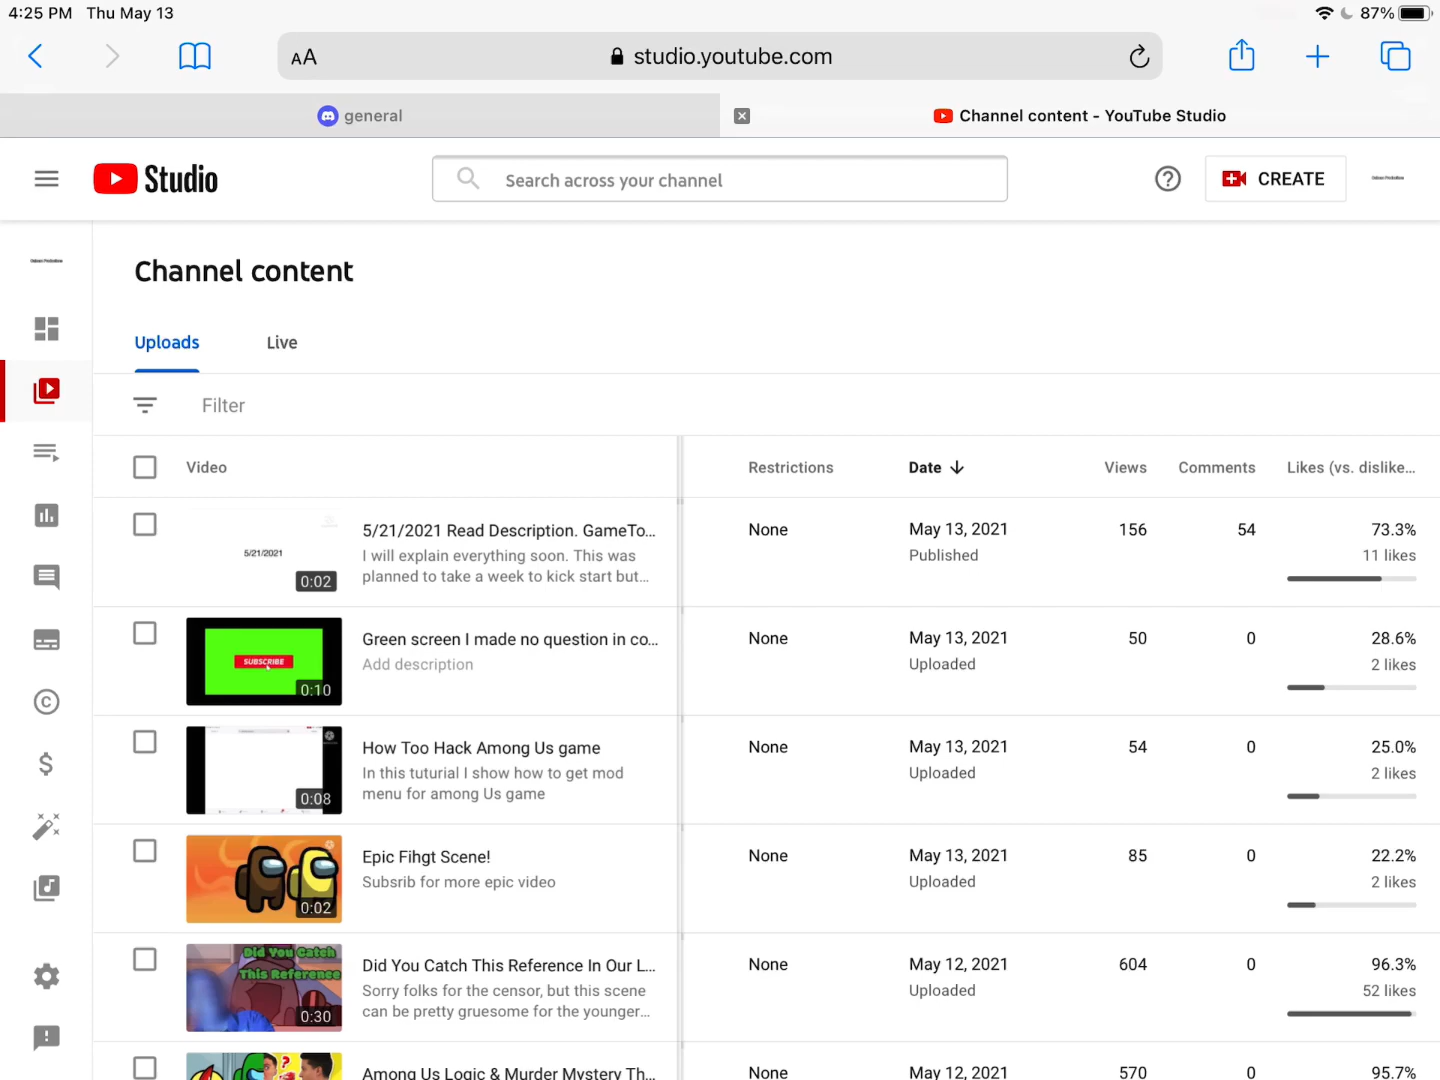 4:25 PM Thu May 13
87%
AA
studio.youtube.com
general
Channel content - YouTube Studio
Studio
Search across your channel
CREATE
Channel content
Uploads
Live
Filter
Video
Restrictions
Date
Views
Comments
Likes (vs. dislike...
5/21/2021
0:02
5/21/2021 Read Description. GameTo...
I will explain everything soon. This was
planned to take a week to kick start but...
None
May 13, 2021
Published
156
54
73.3%
11 likes
SUBSCRIBE
0:10
Green screen I made no question in co...
Add description
None
May 13, 2021
Uploaded
50
0
28.6%
2 likes
0:08
How Too Hack Among Us game
In this tuturial I show how to get mod
menu for among Us game
None
May 13, 2021
Uploaded
54
0
25.0%
2 likes
0:02
Epic Fihgt Scene!
Subsrib for more epic video
None
May 13, 2021
Uploaded
85
0
22.2%
2 likes
Did You Catch
This Reference
0:30
Did You Catch This Reference In Our L...
Sorry folks for the censor, but this scene
can be pretty gruesome for the younger...
None
May 12, 2021
Uploaded
604
0
96.3%
52 likes
?
Among Us Logic & Murder Mystery Th...
None
May 12, 2021
570
0
95.7%